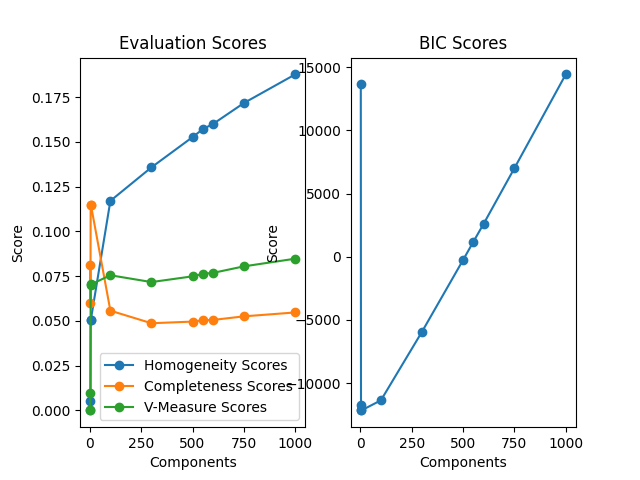 Evaluation Scores
BIC Scores
Score
0.175
0.150
0.125
0.100
0.075
0.050
0.025
0.000
Homogeneity Scores
Completeness Scores
V-Measure Scores
0
250
500
750
1000
Components
Score
15000
10000
5000
0
−5000
−10000
0
250
500
750
1000
Components